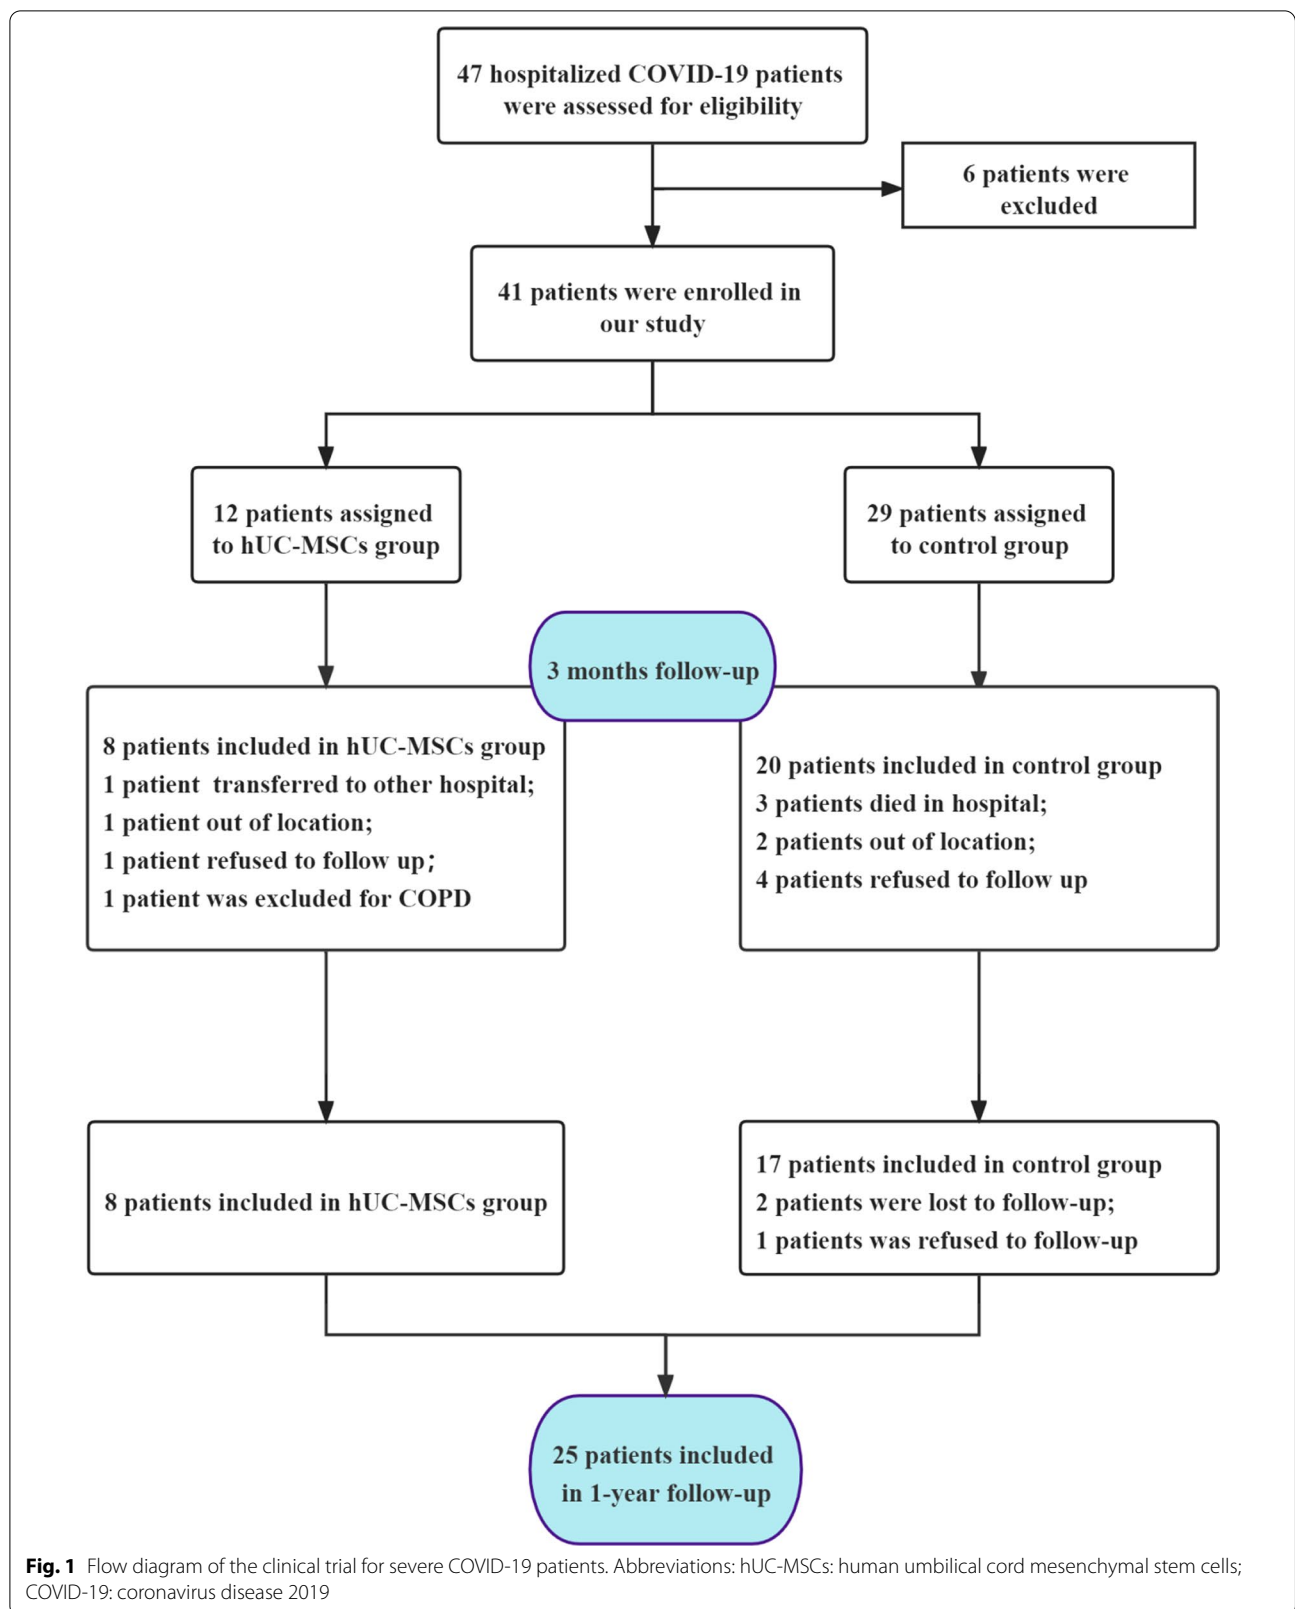 47 hospitalized COVID-19 patients
were assessed for eligibility
6 patients were
excluded
41 patients were enrolled in
our study
12 patients assigned
to hUC-MSCs group
29 patients assigned
to control group
3 months follow-up
8 patients included in hUC-MSCs group
1 patient transferred to other hospital;
1 patient out of location;
1 patient refused to follow up;
1 patient was excluded for COPD
20 patients included in control group
3 patients died in hospital;
2 patients out of location;
4 patients refused to follow up
8 patients included in hUC-MSCs group
17 patients included in control group
2 patients were lost to follow-up;
1 patients was refused to follow-up
25 patients included
in 1-year follow-up
Fig. 1 Flow diagram of the clinical trial for severe COVID-19 patients. Abbreviations: hUC-MSCs: human umbilical cord mesenchymal stem cells;
COVID-19: coronavirus disease 2019